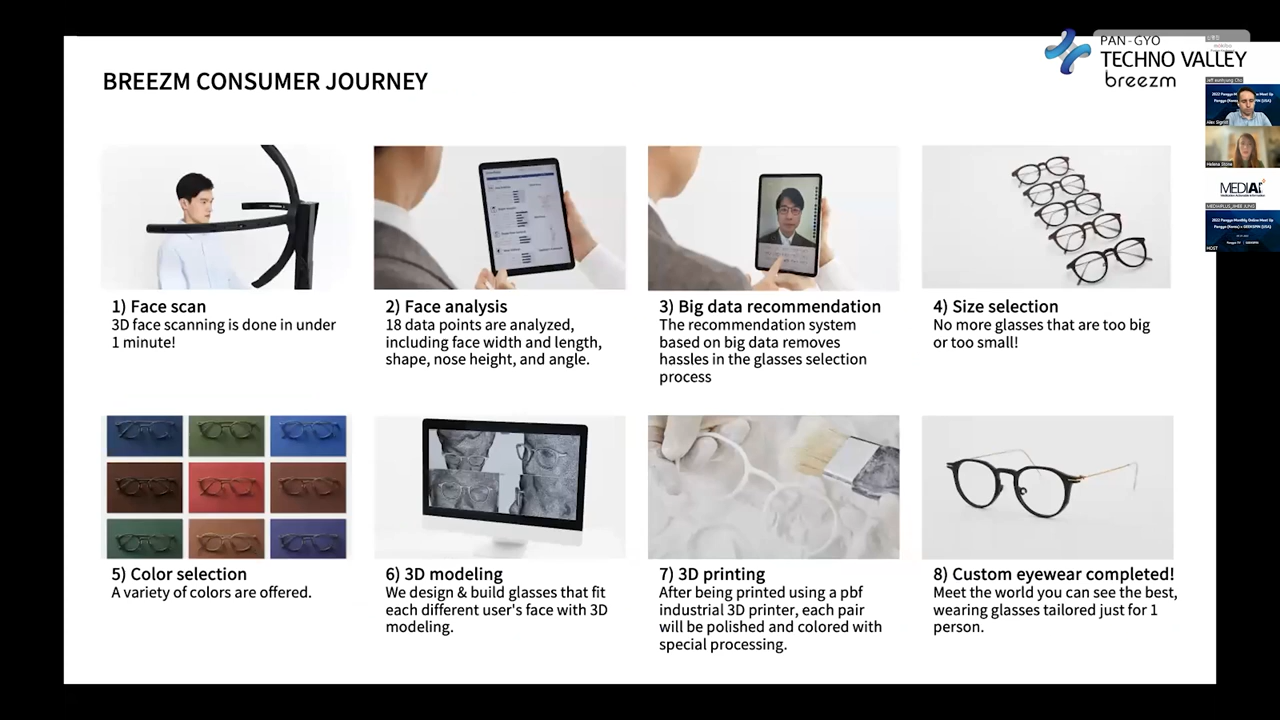 BREEZM CONSUMER JOURNEY
PAN-GYO
TECHNO VALLEY
breezm
1) Face scan
3D face scanning is done in under
1 minute!
2) Face analysis
18 data points are analyzed,
including face width and length,
shape, nose height, and angle.
3) Big data recommendation
The recommendation system
based on big data removes
hassles in the glasses selection
process
4) Size selection
No more glasses that are too big
or too small!
5) Color selection
A variety of colors are offered.
6) 3D modeling
We design & build glasses that fit
each different user's face with 3D
modeling.
7) 3D printing
After being printed using a pbf
industrial 3D printer, each pair
will be polished and colored with
special processing.
8) Custom eyewear completed!
Meet the world you can see the best,
wearing glasses tailored just for 1
person.
Alex Sigrist
Helena Stone
MEDIAI
HOST